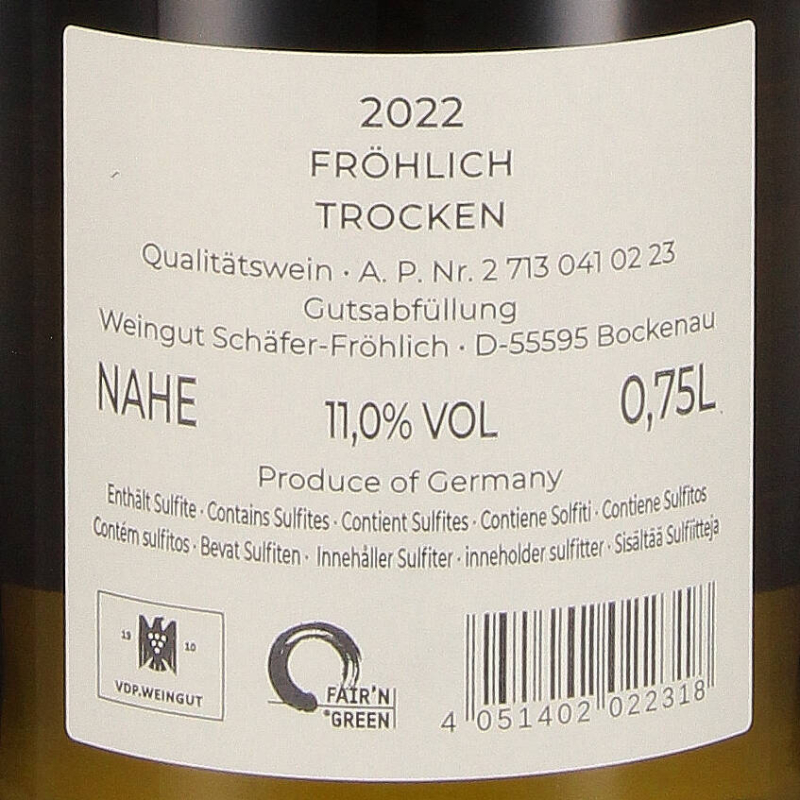 2022
FRÖHLICH
TROCKEN
Qualitätswein · A. P. Nr. 2 713 041 02 23
Gutsabfüllung
Weingut Schäfer-Fröhlich · D-55595 Bockenau
NAHE 11,0% VOL 0,75L
Produce of Germany
Enthält Sulfite · Contains Sulfites · Contient Sulfites · Contiene Solfiti · Contiene Sulfitos
Contém sulfitos · Bevat Sulfiten · Innehåller Sulfiter · inneholder sulfitter · Sisältää Sulfiitteja
19 10
VDP.WEINGUT
FAIR'N
GREEN
4 051402 022318